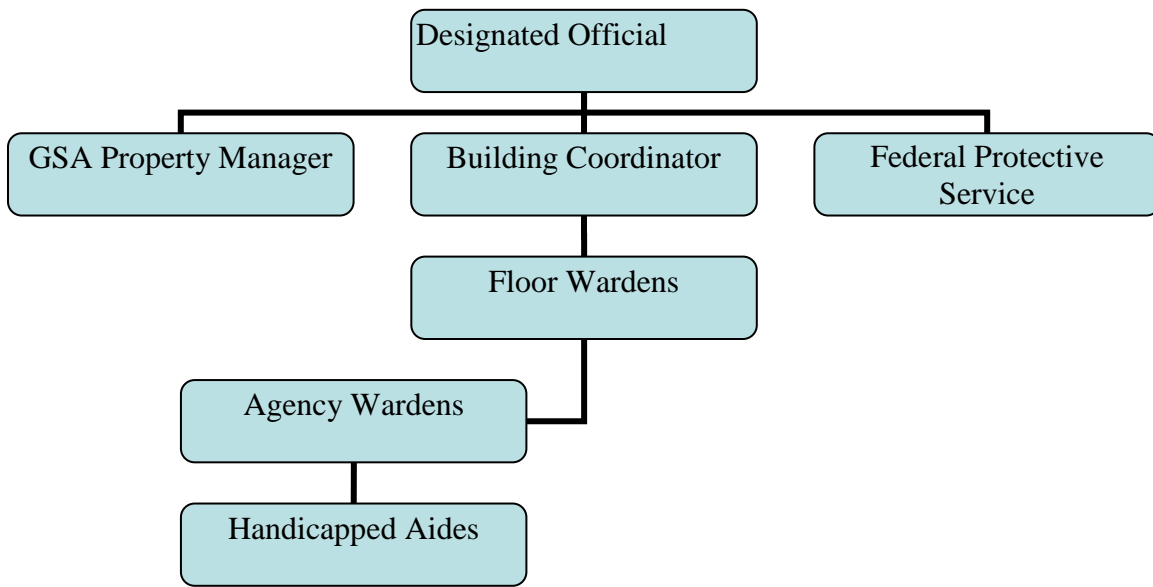 Designated Official
GSA Property Manager
Building Coordinator
Federal Protective
Service
Floor Wardens
Agency Wardens
Handicapped Aides